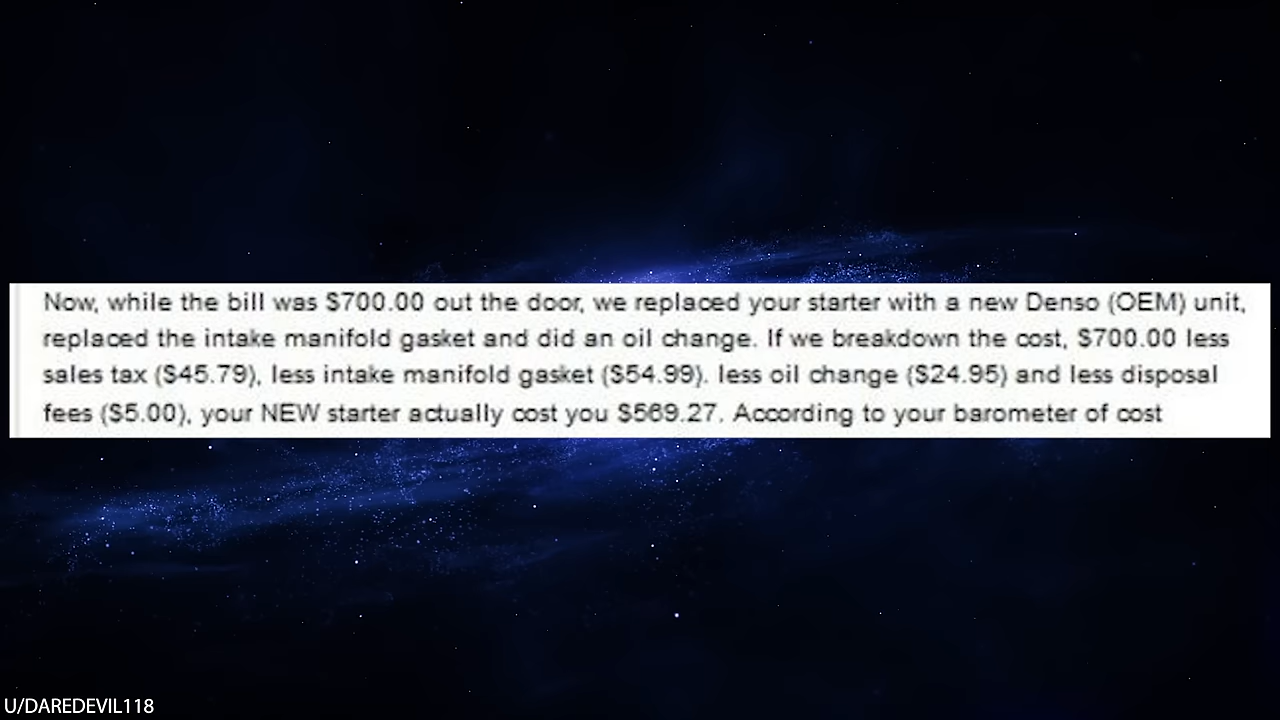 Now, while the bill was $700.00 out the door, we replaced your starter with a new Denso (OEM) unit,
replaced the intake manifold gasket and did an oil change. If we breakdown the cost, $700.00 less
sales tax ($45.79), less intake manifold gasket ($54.99). less oil change ($24.95) and less disposal
fees ($5.00), your NEW starter actually cost you $569.27. According to your barometer of cost
U/DAREDEVIL118